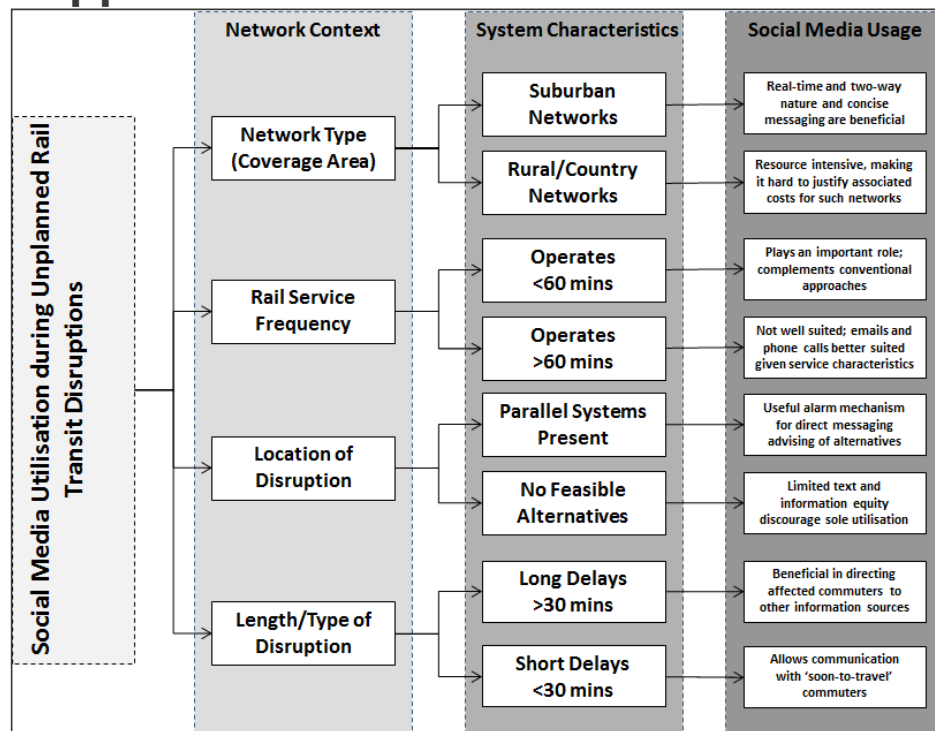 Network Context
System Characteristics
Social Media Usage
Social Media Utilisation during Unplanned Rail
Transit Disruptions
Network Type
(Coverage Area)
Suburban
Networks
Real-time and two-way
nature and concise
messaging are beneficial
Rural/Country
Networks
Resource intensive, making
it hard to justify associated
costs for such networks
Rail Service
Frequency
Operates
<60 mins
Plays an important role;
complements conventional
approaches
Operates
>60 mins
Not well suited; emails and
phone calls better suited
given service characteristics
Location of
Disruption
Parallel Systems
Present
Useful alarm mechanism
for direct messaging
advising of alternatives
No Feasible
Alternatives
Limited text and
information equity
discourage sole utilisation
Length/Type of
Disruption
Long Delays
>30 mins
Beneficial in directing
affected commuters to
other information sources
Short Delays
<30 mins
Allows communication
with ‘soon-to-travel’
commuters